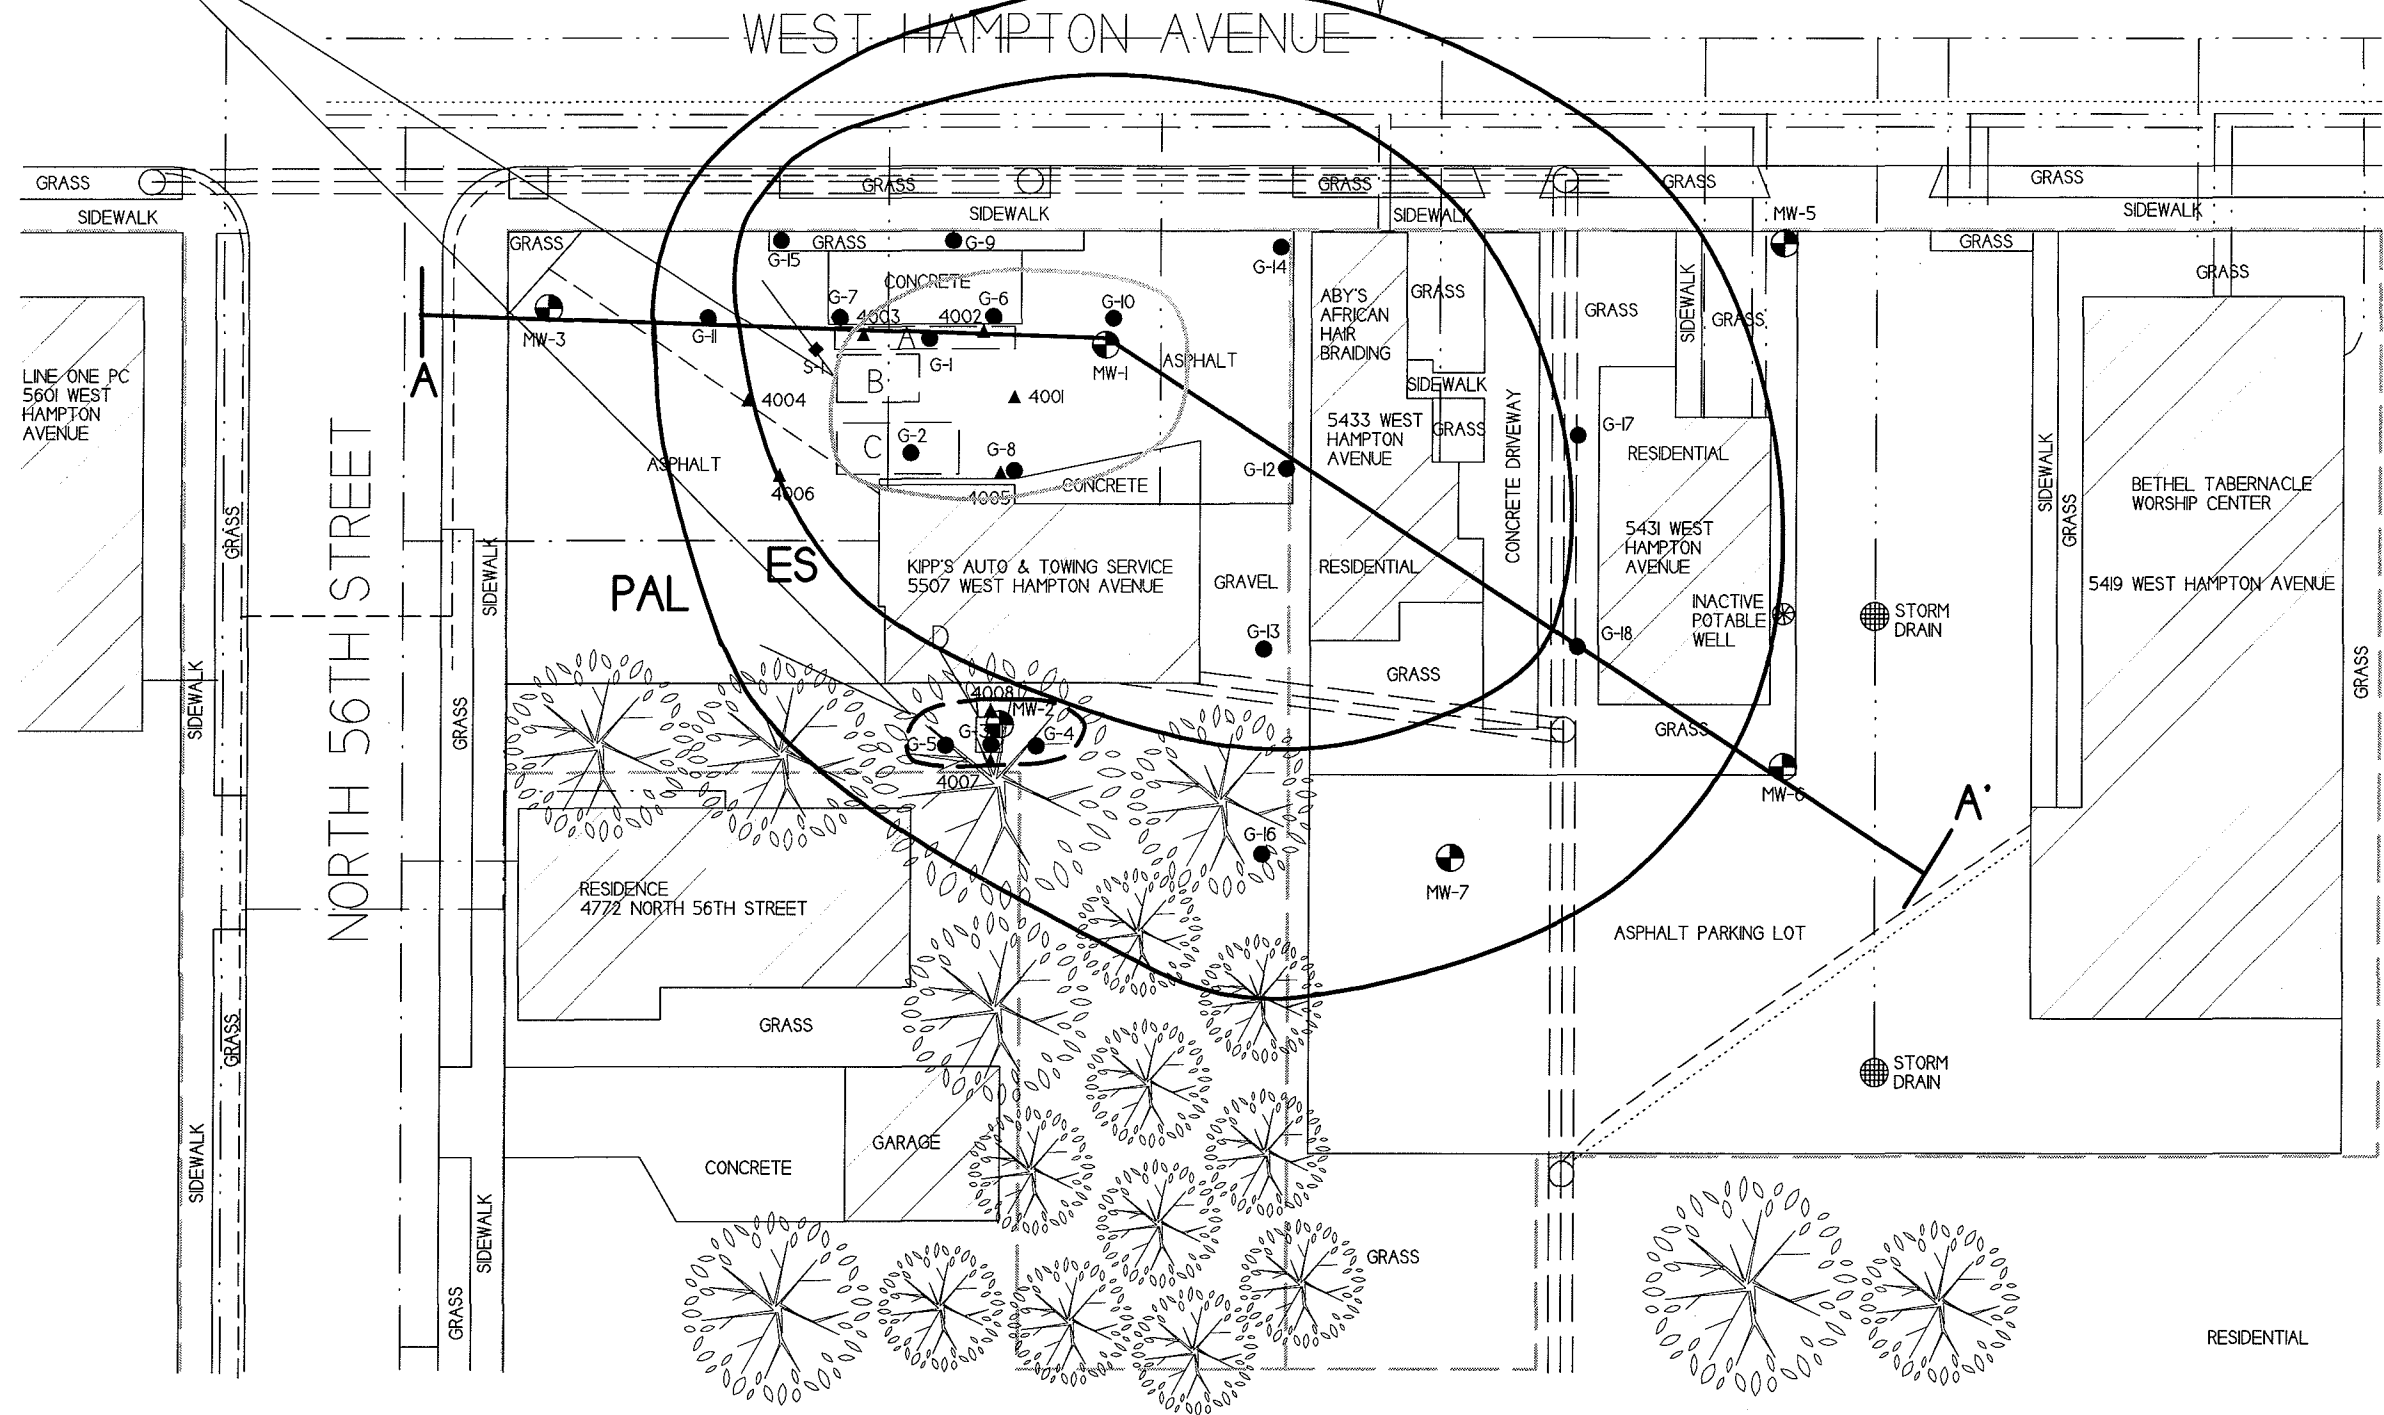 WEST HAMPTON AVENUE
GRASS
GRASS
GRASS
GRASS
GRASS
SIDEWALK
SIDEWALK
SIDEWALK
SIDEWALK
MW-5
GRASS
G-15
GRASS
G-9
G-14
GRASS
GRASS
CONCRETE
G-7
G-6
G-10
4003
4002
MW-3
G-11
A
G-1
S-1
MW-1
ASPHALT
ABY'S
AFRICAN
HAIR
BRAIDING
GRASS
GRASS
SIDEWALK
GRASS
A
LINE ONE PC
5601 WEST
HAMPTON
AVENUE
B
4004
4001
SIDEWALK
5433 WEST
HAMPTON
AVENUE
GRASS
G-17
RESIDENTIAL
C
G-2
G-8
ASPHALT
4006
4005
CONCRETE
G-12
CONCRETE DRIVEWAY
SIDEWALK
GRASS
BETHEL TABERNACLE
WORSHIP CENTER
5431 WEST
HAMPTON
AVENUE
NORTH 56TH STREET
GRASS
SIDEWALK
PAL
ES
KIPP'S AUTO & TOWING SERVICE
5507 WEST HAMPTON AVENUE
GRAVEL
RESIDENTIAL
5419 WEST HAMPTON AVENUE
INACTIVE
POTABLE
WELL
STORM
DRAIN
D
G-13
G-18
GRASS
GRASS
GRASS
SIDEWALK
GRASS
4008
MW-2
G-3
G-5
G-4
4007
GRASS
MW-6
A'
G-16
MW-7
RESIDENCE
4772 NORTH 56TH STREET
ASPHALT PARKING LOT
GRASS
GRASS
STORM
DRAIN
GARAGE
CONCRETE
SIDEWALK
SIDEWALK
GRASS
GRASS
RESIDENTIAL